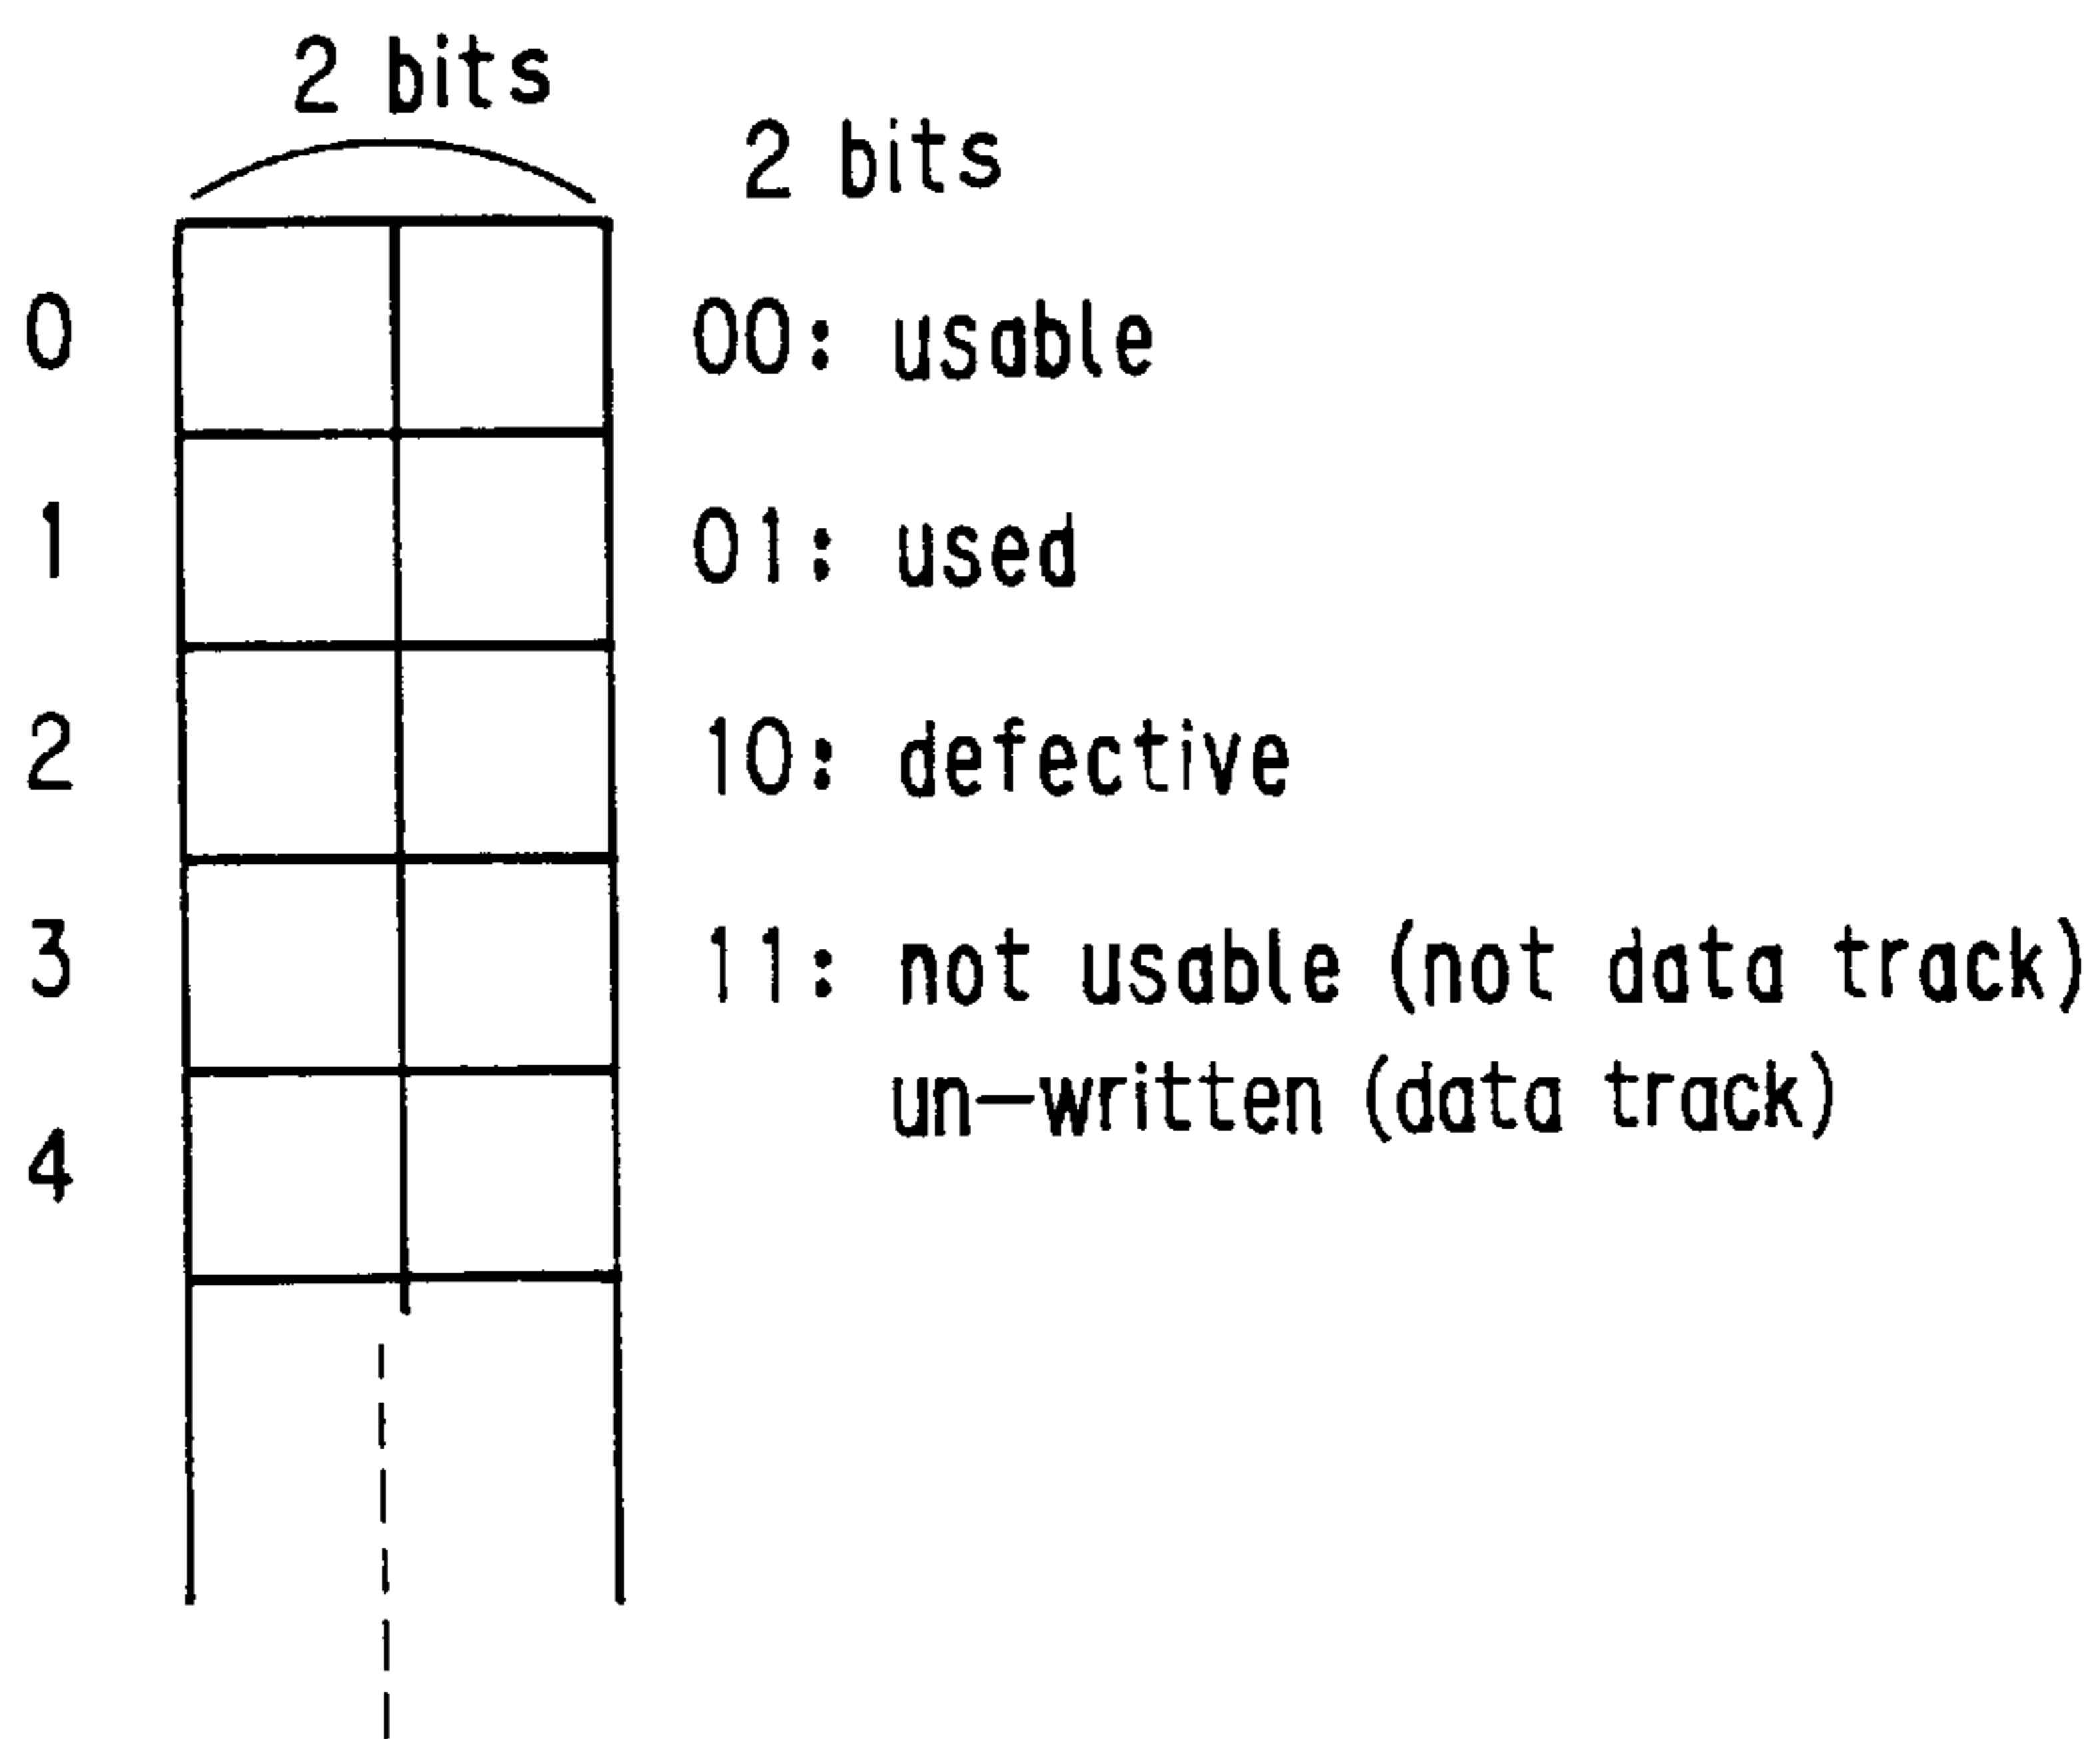 2 bits
2 bits
0 00: usable
1 01: used
2 10: defective
3 11: not usable (not data track)
un-written (data track)
4